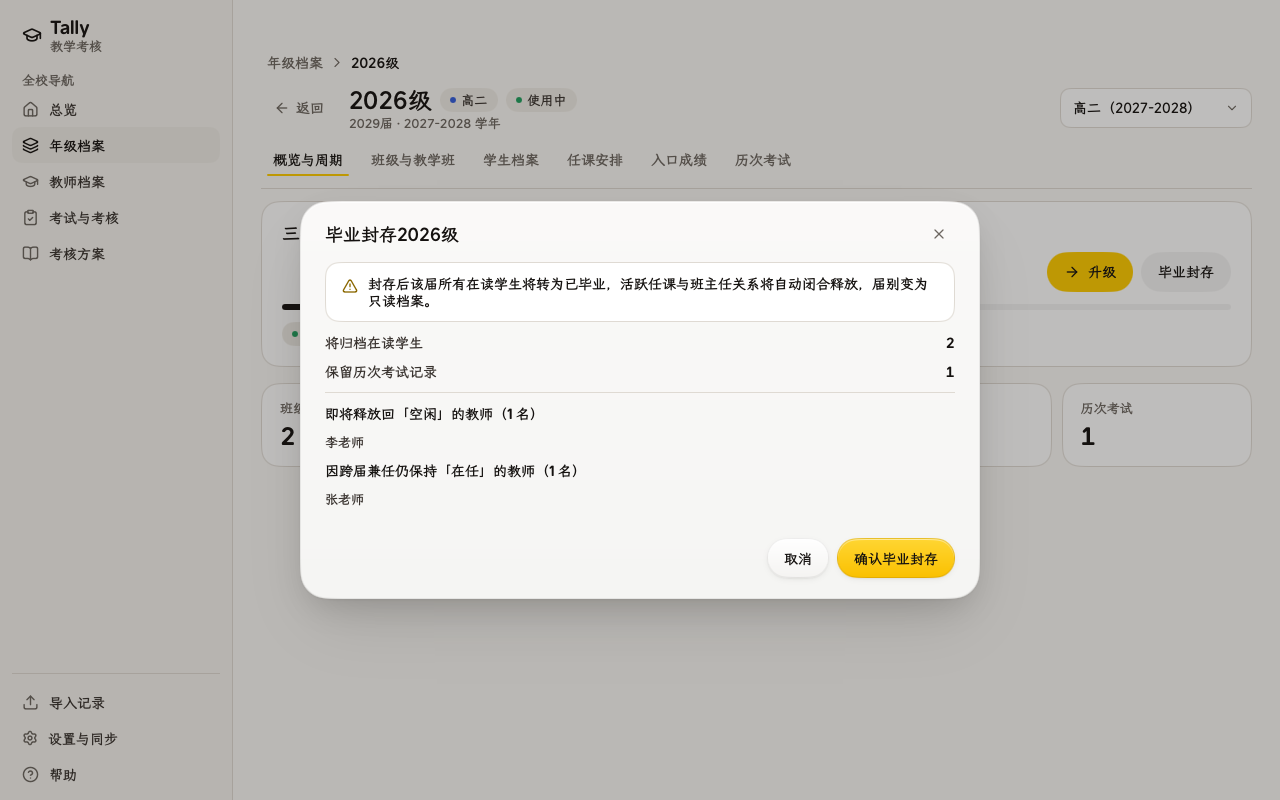 Tally
教学考核
全校导航
总览
年级档案
教师档案
考试与考核
考核方案
导入记录
设置与同步
帮助
年级档案 > 2026级
返回
2026级
高二
使用中
2029届 · 2027-2028 学年
高二（2027-2028）
概览与周期
班级与教学班
学生档案
任课安排
入口成绩
历次考试
三
升级
毕业封存
班级
2
历次考试
1
毕业封存2026级
封存后该届所有在读学生将转为已毕业，活跃任课与班主任关系将自动闭合释放，届别变为
只读档案。
将归档在读学生 2
保留历次考试记录 1
即将释放回「空闲」的教师（1 名）
李老师
因跨届兼任仍保持「在任」的教师（1 名）
张老师
取消
确认毕业封存